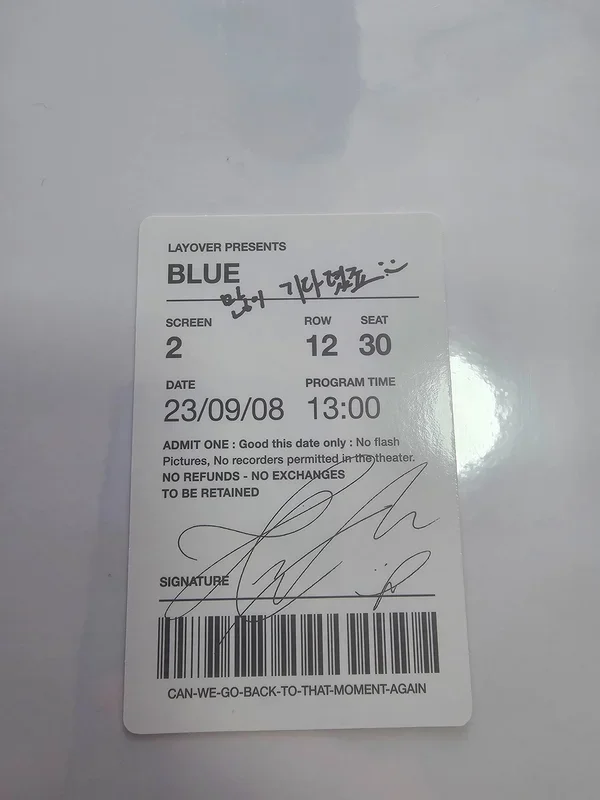 LAYOVER PRESENTS
BLUE
많이 기다렸죠 :)
SCREEN ROW SEAT
2 12 30
DATE PROGRAM TIME
23/09/08 13:00
ADMIT ONE : Good this date only : No flash
Pictures, No recorders permitted in the theater.
NO REFUNDS - NO EXCHANGES
TO BE RETAINED
SIGNATURE
CAN-WE-GO-BACK-TO-THAT-MOMENT-AGAIN